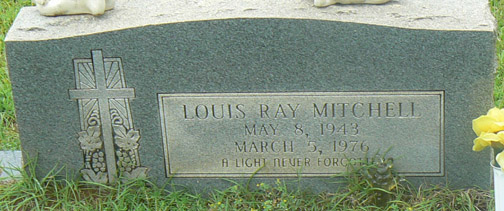 LOUIS RAY MITCHELL
MAY 8, 1943
MARCH 5, 1976
A LIGHT NEVER FORGOTTEN